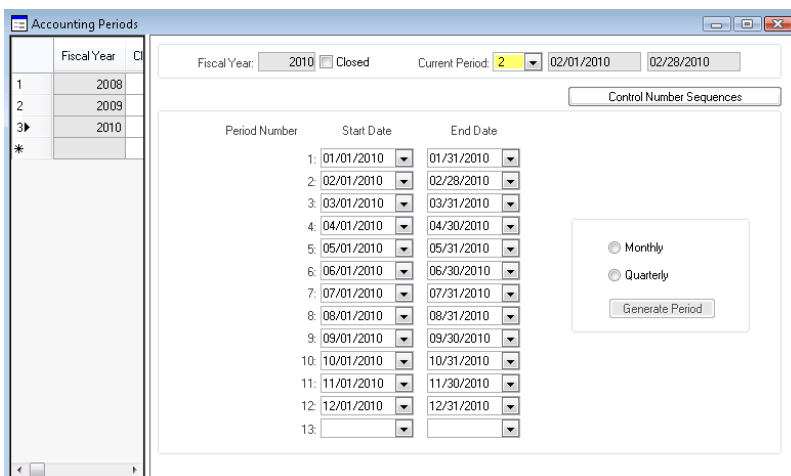 Accounting Periods
Fiscal Year Cl
1 2008
2 2009
3 2010
*
Fiscal Year: 2010 Closed Current Period: 2 02/01/2010 02/28/2010
Control Number Sequences
Period Number Start Date End Date
1: 01/01/2010 01/31/2010
2: 02/01/2010 02/28/2010
3: 03/01/2010 03/31/2010
4: 04/01/2010 04/30/2010
5: 05/01/2010 05/31/2010
6: 06/01/2010 06/30/2010
7: 07/01/2010 07/31/2010
8: 08/01/2010 08/31/2010
9: 09/01/2010 09/30/2010
10: 10/01/2010 10/31/2010
11: 11/01/2010 11/30/2010
12: 12/01/2010 12/31/2010
13:
Monthly
Quarterly
Generate Period